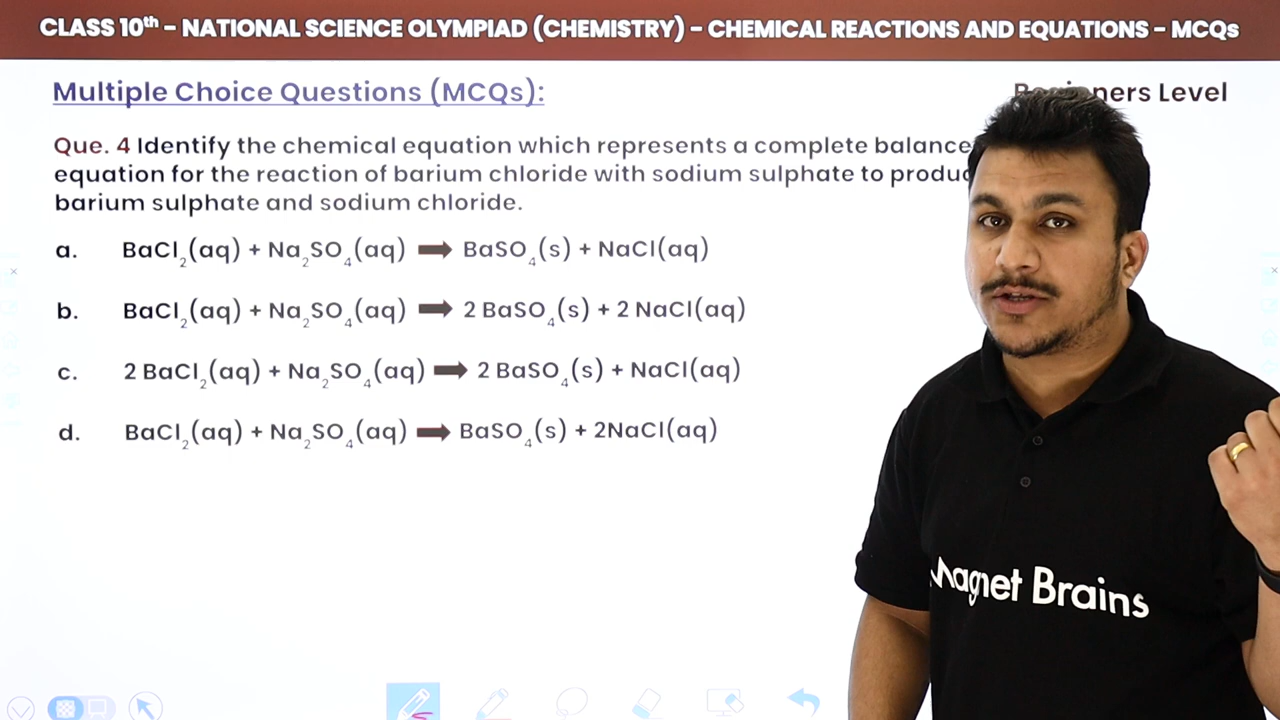 CLASS 10th – NATIONAL SCIENCE OLYMPIAD (CHEMISTRY) – CHEMICAL REACTIONS AND EQUATIONS – MCQs
Multiple Choice Questions (MCQs):
Level
Que. 4 Identify the chemical equation which represents a complete balance
equation for the reaction of barium chloride with sodium sulphate to produ
barium sulphate and sodium chloride.
a. BaCl₂(aq) + Na₂SO₄(aq) ➡ BaSO₄(s) + NaCl(aq)
b. BaCl₂(aq) + Na₂SO₄(aq) ➡ 2 BaSO₄(s) + 2 NaCl(aq)
c. 2 BaCl₂(aq) + Na₂SO₄(aq) ➡ 2 BaSO₄(s) + NaCl(aq)
d. BaCl₂(aq) + Na₂SO₄(aq) ➡ BaSO₄(s) + 2NaCl(aq)
Magnet Brains